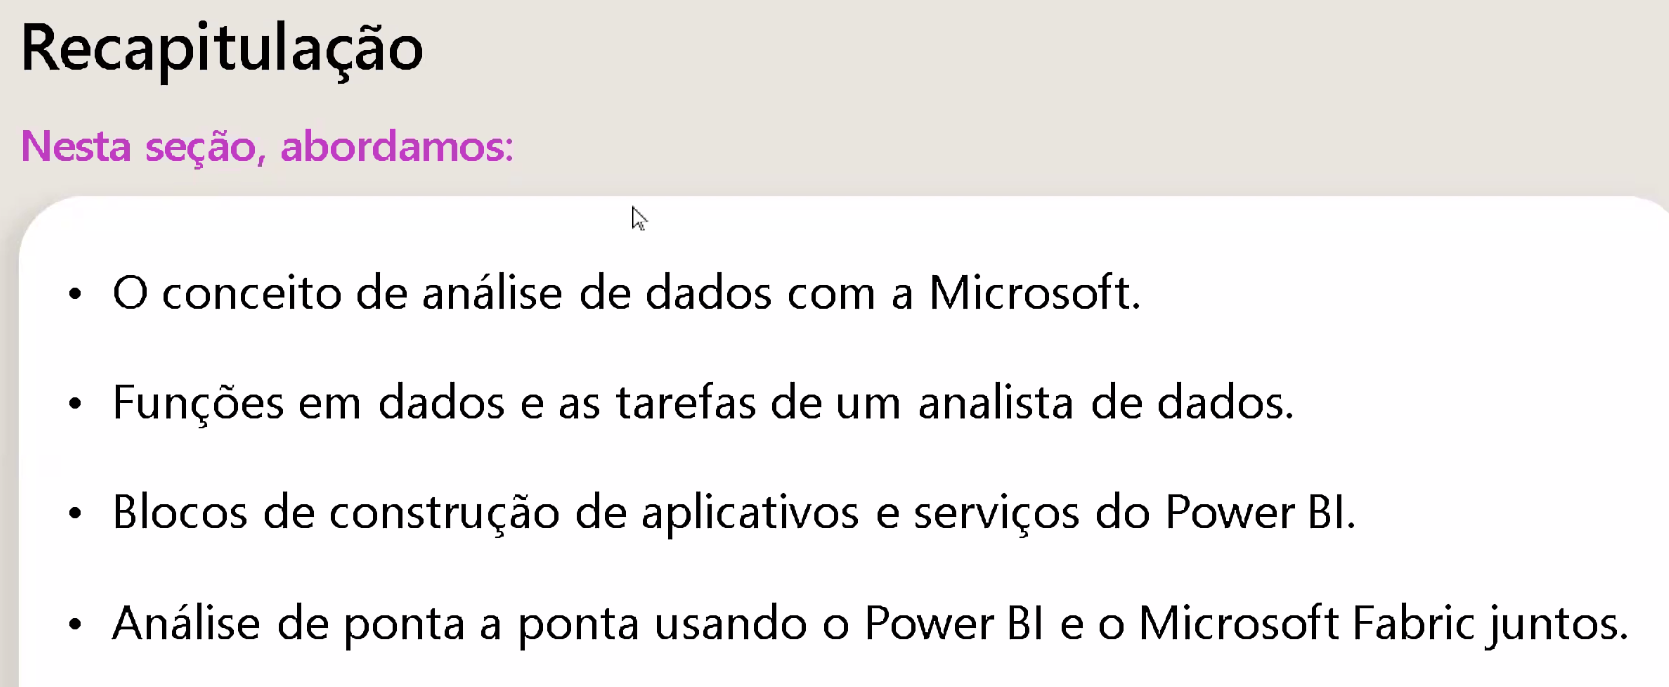 Recapitulação
Nesta seção, abordamos:
• O conceito de análise de dados com a Microsoft.
• Funções em dados e as tarefas de um analista de dados.
• Blocos de construção de aplicativos e serviços do Power BI.
• Análise de ponta a ponta usando o Power BI e o Microsoft Fabric juntos.